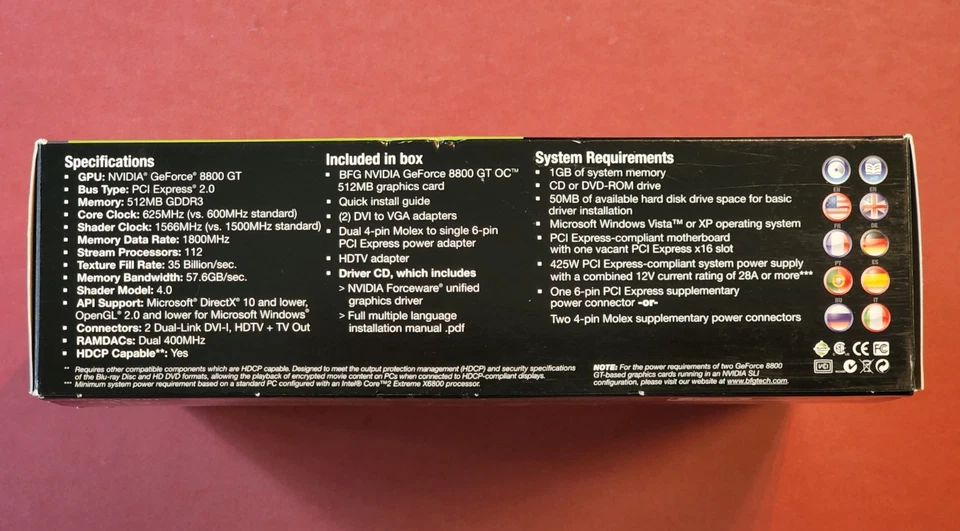 Specifications
▪ GPU: NVIDIA® GeForce® 8800 GT
▪ Bus Type: PCI Express® 2.0
▪ Memory: 512MB GDDR3
▪ Core Clock: 625MHz (vs. 600MHz standard)
▪ Shader Clock: 1566MHz (vs. 1500MHz standard)
▪ Memory Data Rate: 1800MHz
▪ Stream Processors: 112
▪ Texture Fill Rate: 35 Billion/sec.
▪ Memory Bandwidth: 57.6GB/sec.
▪ Shader Model: 4.0
▪ API Support: Microsoft® DirectX® 10 and lower,
OpenGL® 2.0 and lower for Microsoft Windows®
▪ Connectors: 2 Dual-Link DVI-I, HDTV + TV Out
▪ RAMDACs: Dual 400MHz
▪ HDCP Capable**: Yes
Included in box
▪ BFG NVIDIA GeForce 8800 GT OC™
512MB graphics card
▪ Quick install guide
▪ (2) DVI to VGA adapters
▪ Dual 4-pin Molex to single 6-pin
PCI Express power adapter
▪ HDTV adapter
▪ Driver CD, which includes
> NVIDIA Forceware® unified
graphics driver
> Full multiple language
installation manual .pdf
System Requirements
▪ 1GB of system memory
▪ CD or DVD-ROM drive
▪ 50MB of available hard disk drive space for basic
driver installation
▪ Microsoft Windows Vista™ or XP operating system
▪ PCI Express-compliant motherboard
with one vacant PCI Express x16 slot
▪ 425W PCI Express-compliant system power supply
with a combined 12V current rating of 28A or more***
▪ One 6-pin PCI Express supplementary
power connector -or-
Two 4-pin Molex supplementary power connectors
EN EN
FR DE
PT ES
RU IT
CE FC
** Requires other compatible components which are HDCP capable. Designed to meet the output protection management (HDCP) and security specifications
of the Blu-ray Disc and HD DVD formats, allowing the playback of encrypted movie content on PCs when connected to HDCP-compliant displays.
*** Minimum system power requirement based on a standard PC configured with an Intel® Core™2 Extreme X6800 processor.
NOTE: For the power requirements of two GeForce 8800
GT-based graphics cards running in an NVIDIA SLI
configuration, please visit our website at www.bfgtech.com.